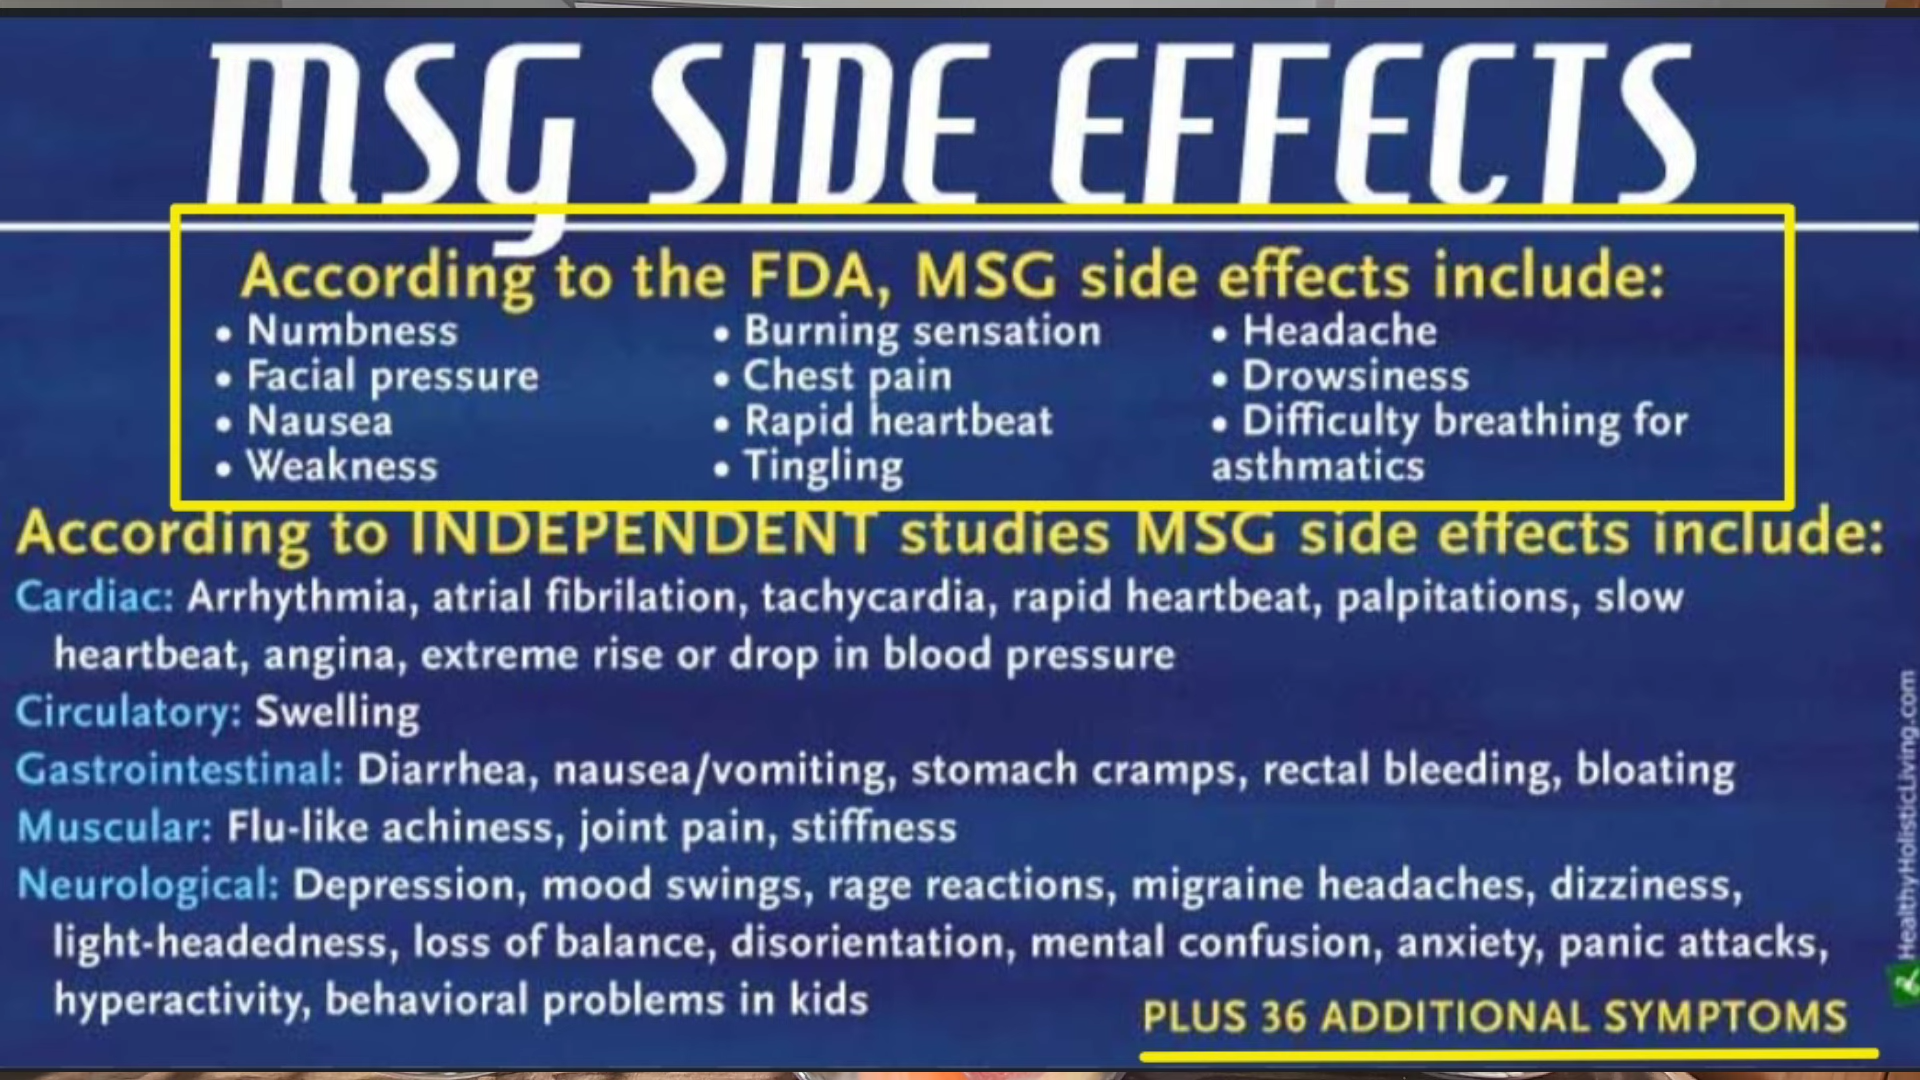 MSG SIDE EFFECTS
According to the FDA, MSG side effects include:
• Numbness
• Facial pressure
• Nausea
• Weakness
• Burning sensation
• Chest pain
• Rapid heartbeat
• Tingling
• Headache
• Drowsiness
• Difficulty breathing for
asthmatics
According to INDEPENDENT studies MSG side effects include:
Cardiac: Arrhythmia, atrial fibrilation, tachycardia, rapid heartbeat, palpitations, slow
heartbeat, angina, extreme rise or drop in blood pressure
Circulatory: Swelling
Gastrointestinal: Diarrhea, nausea/vomiting, stomach cramps, rectal bleeding, bloating
Muscular: Flu-like achiness, joint pain, stiffness
Neurological: Depression, mood swings, rage reactions, migraine headaches, dizziness,
light-headedness, loss of balance, disorientation, mental confusion, anxiety, panic attacks,
hyperactivity, behavioral problems in kids
PLUS 36 ADDITIONAL SYMPTOMS
HealthyHolisticLiving.com